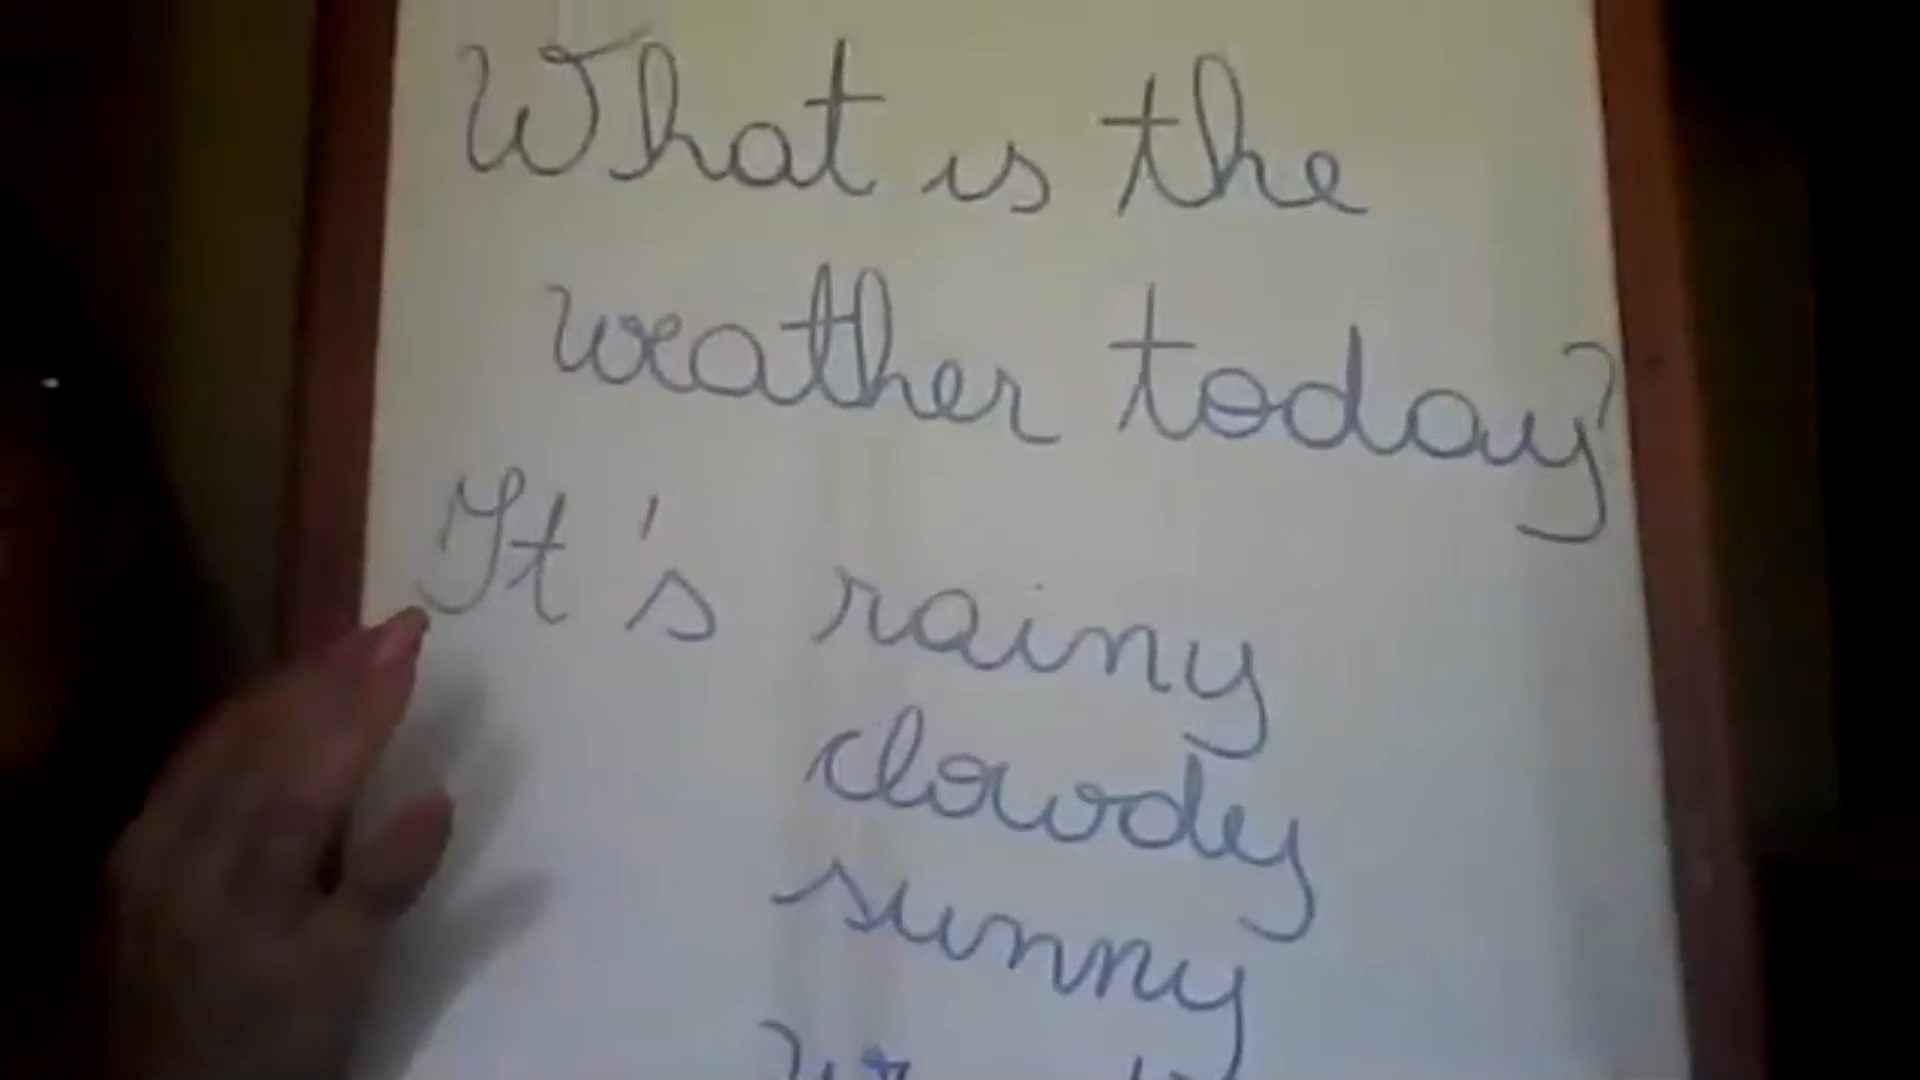 What is the
weather today?
It's rainy
cloudy
sunny